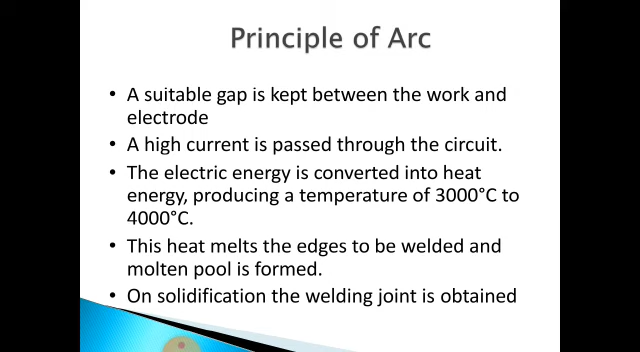 Principle of Arc
• A suitable gap is kept between the work and
electrode
• A high current is passed through the circuit.
• The electric energy is converted into heat
energy, producing a temperature of 3000°C to
4000°C.
• This heat melts the edges to be welded and
molten pool is formed.
• On solidification the welding joint is obtained